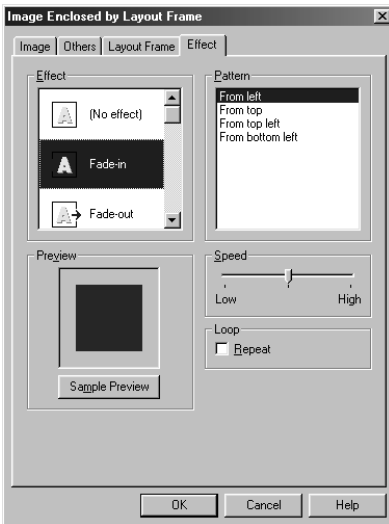 Image Enclosed by Layout Frame
Image Others Layout Frame Effect
Effect
A (No effect)
A Fade-in
A Fade-out
Pattern
From left
From top
From top left
From bottom left
Preview
Sample Preview
Speed
Low High
Loop
Repeat
OK Cancel Help